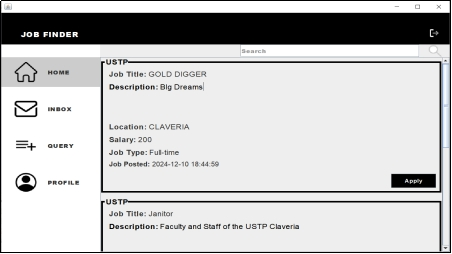 JOB FINDER
Search
HOME
INBOX
QUERY
PROFILE
USTP
Job Title: GOLD DIGGER
Description: BIg Dreams
Location: CLAVERIA
Salary: 200
Job Type: Full-time
Job Posted: 2024-12-10 18:44:59
Apply
USTP
Job Title: Janitor
Description: Faculty and Staff of the USTP Claveria